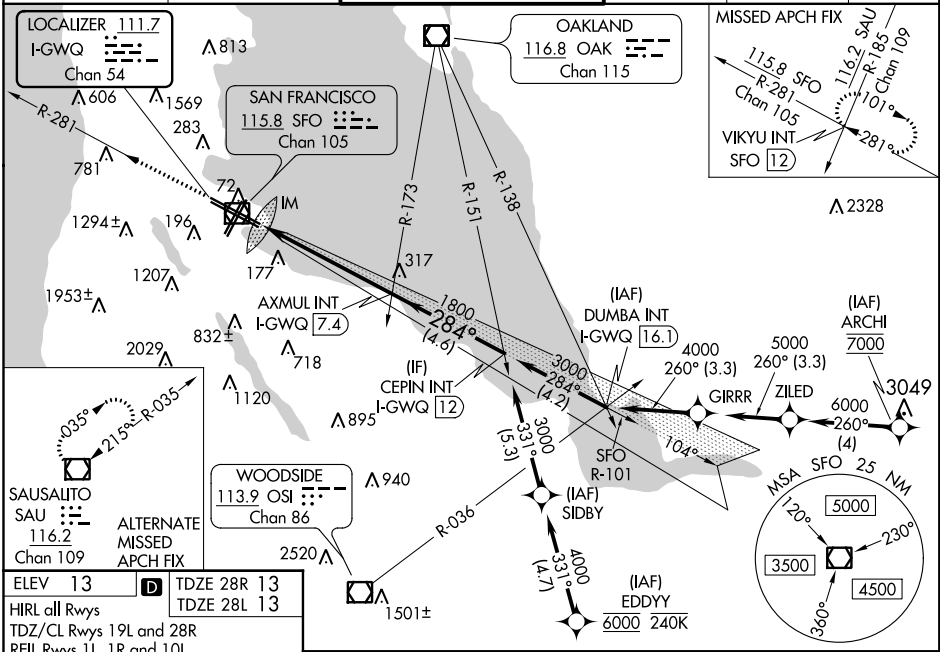 LOCALIZER 111.7
I-GWQ
Chan 54
813
606
1569
283
R-281
781
SAN FRANCISCO
115.8 SFO
Chan 105
OAKLAND
116.8 OAK
Chan 115
MISSED APCH FIX
116.2 SAU
R-185
Chan 109
115.8 SFO
R-281
Chan 105
101°
281°
VIKYU INT
SFO 12
72
IM
1294±
196
177
R-173
R-151
R-138
2328
317
1207
1953±
AXMUL INT
I-GWQ 7.4
1800
284°
(4.6)
(IAF)
DUMBA INT
I-GWQ 16.1
(IAF)
ARCHI
7000
832±
718
2029
1120
(IF)
CEPIN INT
I-GWQ 12
3000
284°
(4.2)
4000
260° (3.3)
GIRRR
5000
260° (3.3)
ZILED
6000
260°
(4)
3049
895
3000
331°
(5.3)
SFO
R-101
104°
035°
R-035
215°
SAUSALITO
SAU
116.2
Chan 109
ALTERNATE
MISSED
APCH FIX
WOODSIDE
113.9 OSI
Chan 86
940
R-036
(IAF)
SIDBY
2520
1501±
4000
331°
(4.7)
(IAF)
EDDYY
6000 240K
MSA SFO 25 NM
120°
5000
230°
3500
4500
360°
ELEV 13
D
TDZE 28R 13
TDZE 28L 13
HIRL all Rwys
TDZ/CL Rwys 19L and 28R
REIL Rwys 1L, 1R and 10L